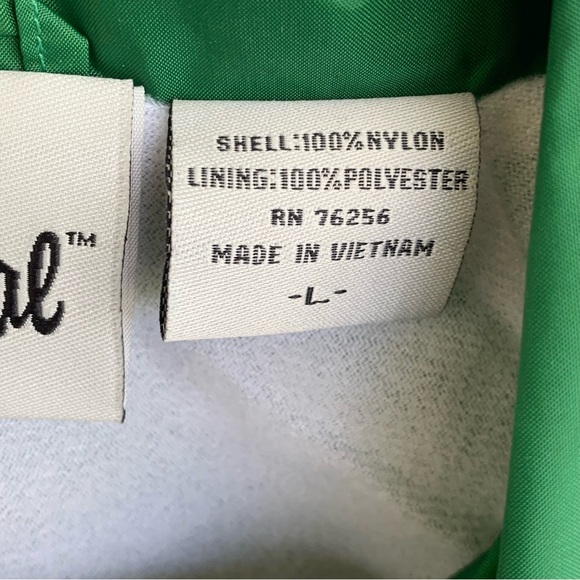 al™
SHELL:100%NYLON
LINING:100%POLYESTER
RN 76256
MADE IN VIETNAM
-L-